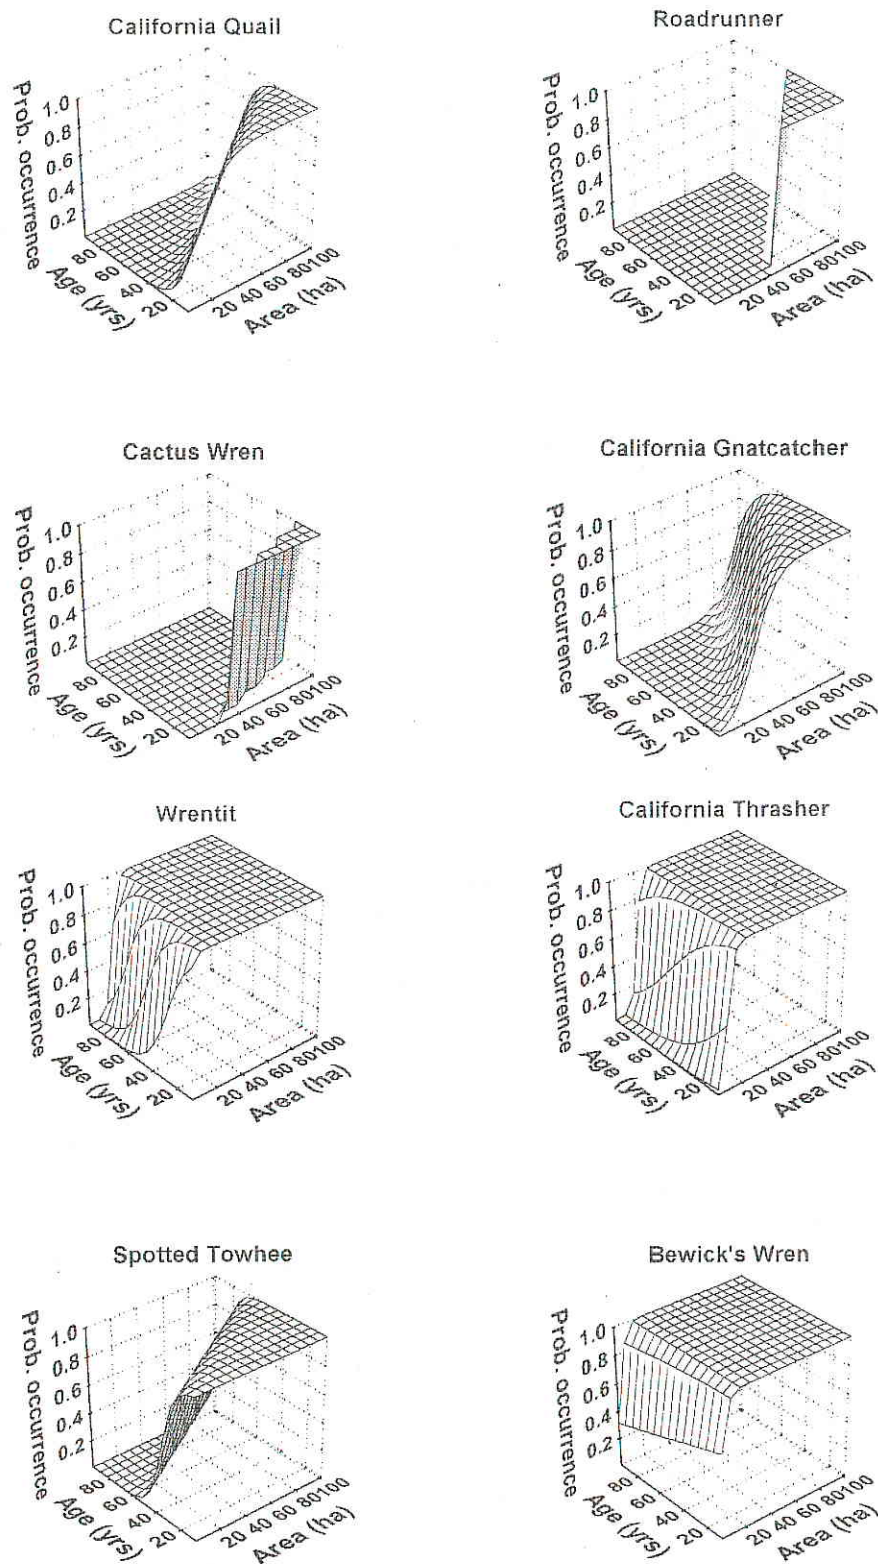 California Quail
Prob. occurrence
1.0
0.8
0.6
0.4
0.2
80
60
40
20
Age (yrs)
20 40 60 80100
Area (ha)
Roadrunner
Prob. occurrence
1.0
0.8
0.6
0.4
0.2
80
60
40
20
Age (yrs)
20 40 60 80100
Area (ha)
Cactus Wren
Prob. occurrence
1.0
0.8
0.6
0.4
0.2
80
60
40
20
Age (yrs)
20 40 60 80100
Area (ha)
California Gnatcatcher
Prob. occurrence
1.0
0.8
0.6
0.4
0.2
80
60
40
20
Age (yrs)
20 40 60 80100
Area (ha)
Wrentit
Prob. occurrence
1.0
0.8
0.6
0.4
0.2
80
60
40
20
Age (yrs)
20 40 60 80100
Area (ha)
California Thrasher
Prob. occurrence
1.0
0.8
0.6
0.4
0.2
80
60
40
20
Age (yrs)
20 40 60 80100
Area (ha)
Spotted Towhee
Prob. occurrence
1.0
0.8
0.6
0.4
0.2
80
60
40
20
Age (yrs)
20 40 60 80100
Area (ha)
Bewick's Wren
Prob. occurrence
1.0
0.8
0.6
0.4
0.2
80
60
40
20
Age (yrs)
20 40 60 80100
Area (ha)